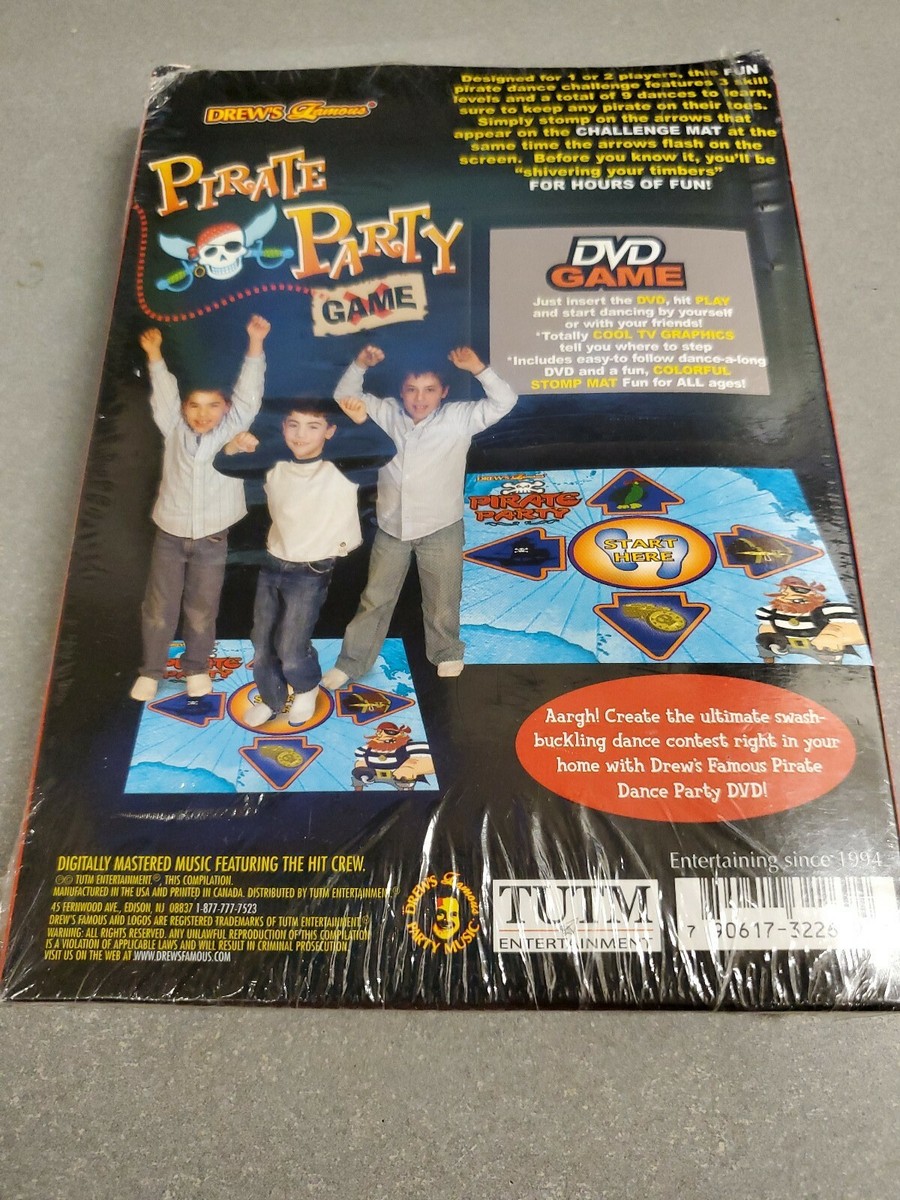 Designed for 1 or 2 players, this FUN
pirate dance challenge features 3 skill
levels and a total of 9 dances to learn,
sure to keep any pirate on their toes.
Simply stomp on the arrows that
appear on the CHALLENGE MAT at the
same time the arrows flash on the
screen. Before you know it, you'll be
"shivering your timbers"
FOR HOURS OF FUN!
DREW'S Famous®
PIRATE
PARTY
GAME
DVD
GAME
Just insert the DVD, hit PLAY
and start dancing by yourself
or with your friends!
*Totally COOL TV GRAPHICS
tell you where to step
*Includes easy-to follow dance-a-long
DVD and a fun, COLORFUL
STOMP MAT Fun for ALL ages!
DREW'S Famous
PIRATE
PARTY
START
HERE
PARTY
Aargh! Create the ultimate swash-
buckling dance contest right in your
home with Drew's Famous Pirate
Dance Party DVD!
DIGITALLY MASTERED MUSIC FEATURING THE HIT CREW.
℗© TUTM ENTERTAINMENT®, THIS COMPILATION.
MANUFACTURED IN THE USA AND PRINTED IN CANADA. DISTRIBUTED BY TUTM ENTERTAINMENT.®
45 FERNWOOD AVE., EDISON, NJ 08837 1-877-777-7523
DREW'S FAMOUS AND LOGOS ARE REGISTERED TRADEMARKS OF TUTM ENTERTAINMENT.®
WARNING: ALL RIGHTS RESERVED. ANY UNLAWFUL REPRODUCTION OF THIS COMPILATION
IS A VIOLATION OF APPLICABLE LAWS AND WILL RESULT IN CRIMINAL PROSECUTION.
VISIT US ON THE WEB AT WWW.DREWSFAMOUS.COM
DREW'S Famous
PARTY MUSIC
Entertaining since 1994
TUTM
ENTERTAINMENT
7 90617-3226